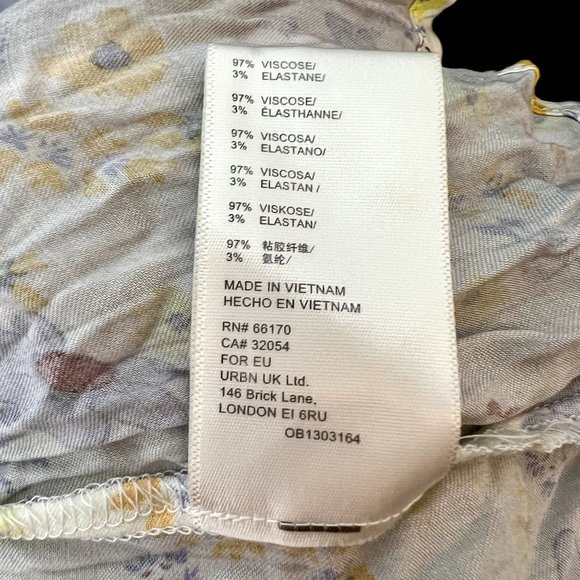 97% VISCOSE/
3% ELASTANE/
97% VISCOSE/
3% ÉLASTHANNE/
97% VISCOSA/
3% ELASTANO/
97% VISCOSA/
3% ELASTAN /
97% VISKOSE/
3% ELASTAN/
97% 粘胶纤维/
3% 氨纶/
MADE IN VIETNAM
HECHO EN VIETNAM
RN# 66170
CA# 32054
FOR EU
URBN UK Ltd.
146 Brick Lane,
LONDON EI 6RU
OB1303164